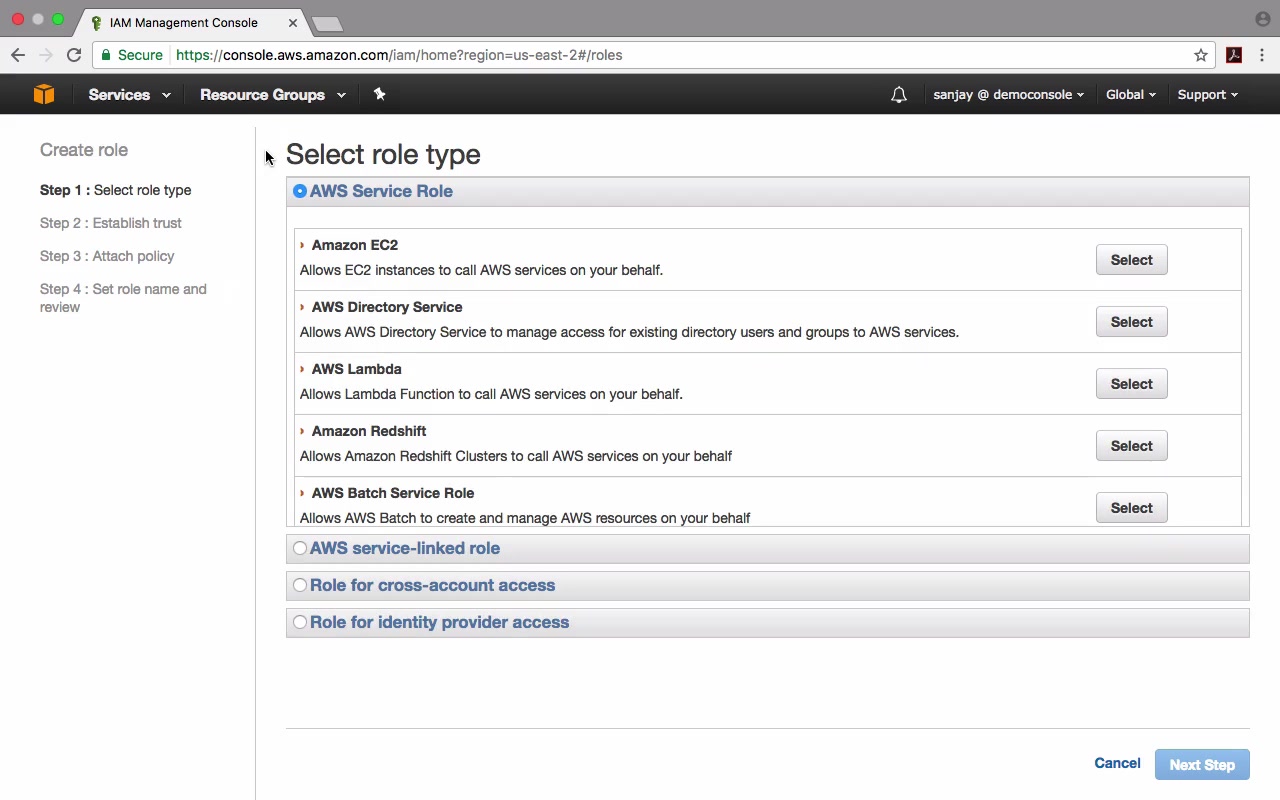 IAM Management Console
Secure https://console.aws.amazon.com/iam/home?region=us-east-2#/roles
Services Resource Groups sanjay @ democonsole Global Support
Create role
Step 1 : Select role type
Step 2 : Establish trust
Step 3 : Attach policy
Step 4 : Set role name and
review
Select role type
AWS Service Role
Amazon EC2
Allows EC2 instances to call AWS services on your behalf.
Select
AWS Directory Service
Allows AWS Directory Service to manage access for existing directory users and groups to AWS services.
Select
AWS Lambda
Allows Lambda Function to call AWS services on your behalf.
Select
Amazon Redshift
Allows Amazon Redshift Clusters to call AWS services on your behalf
Select
AWS Batch Service Role
Allows AWS Batch to create and manage AWS resources on your behalf
Select
AWS service-linked role
Role for cross-account access
Role for identity provider access
Cancel Next Step